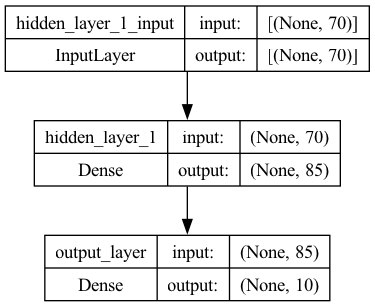 hidden_layer_1_input input: [(None, 70)]
InputLayer output: [(None, 70)]
hidden_layer_1 input: (None, 70)
Dense output: (None, 85)
output_layer input: (None, 85)
Dense output: (None, 10)